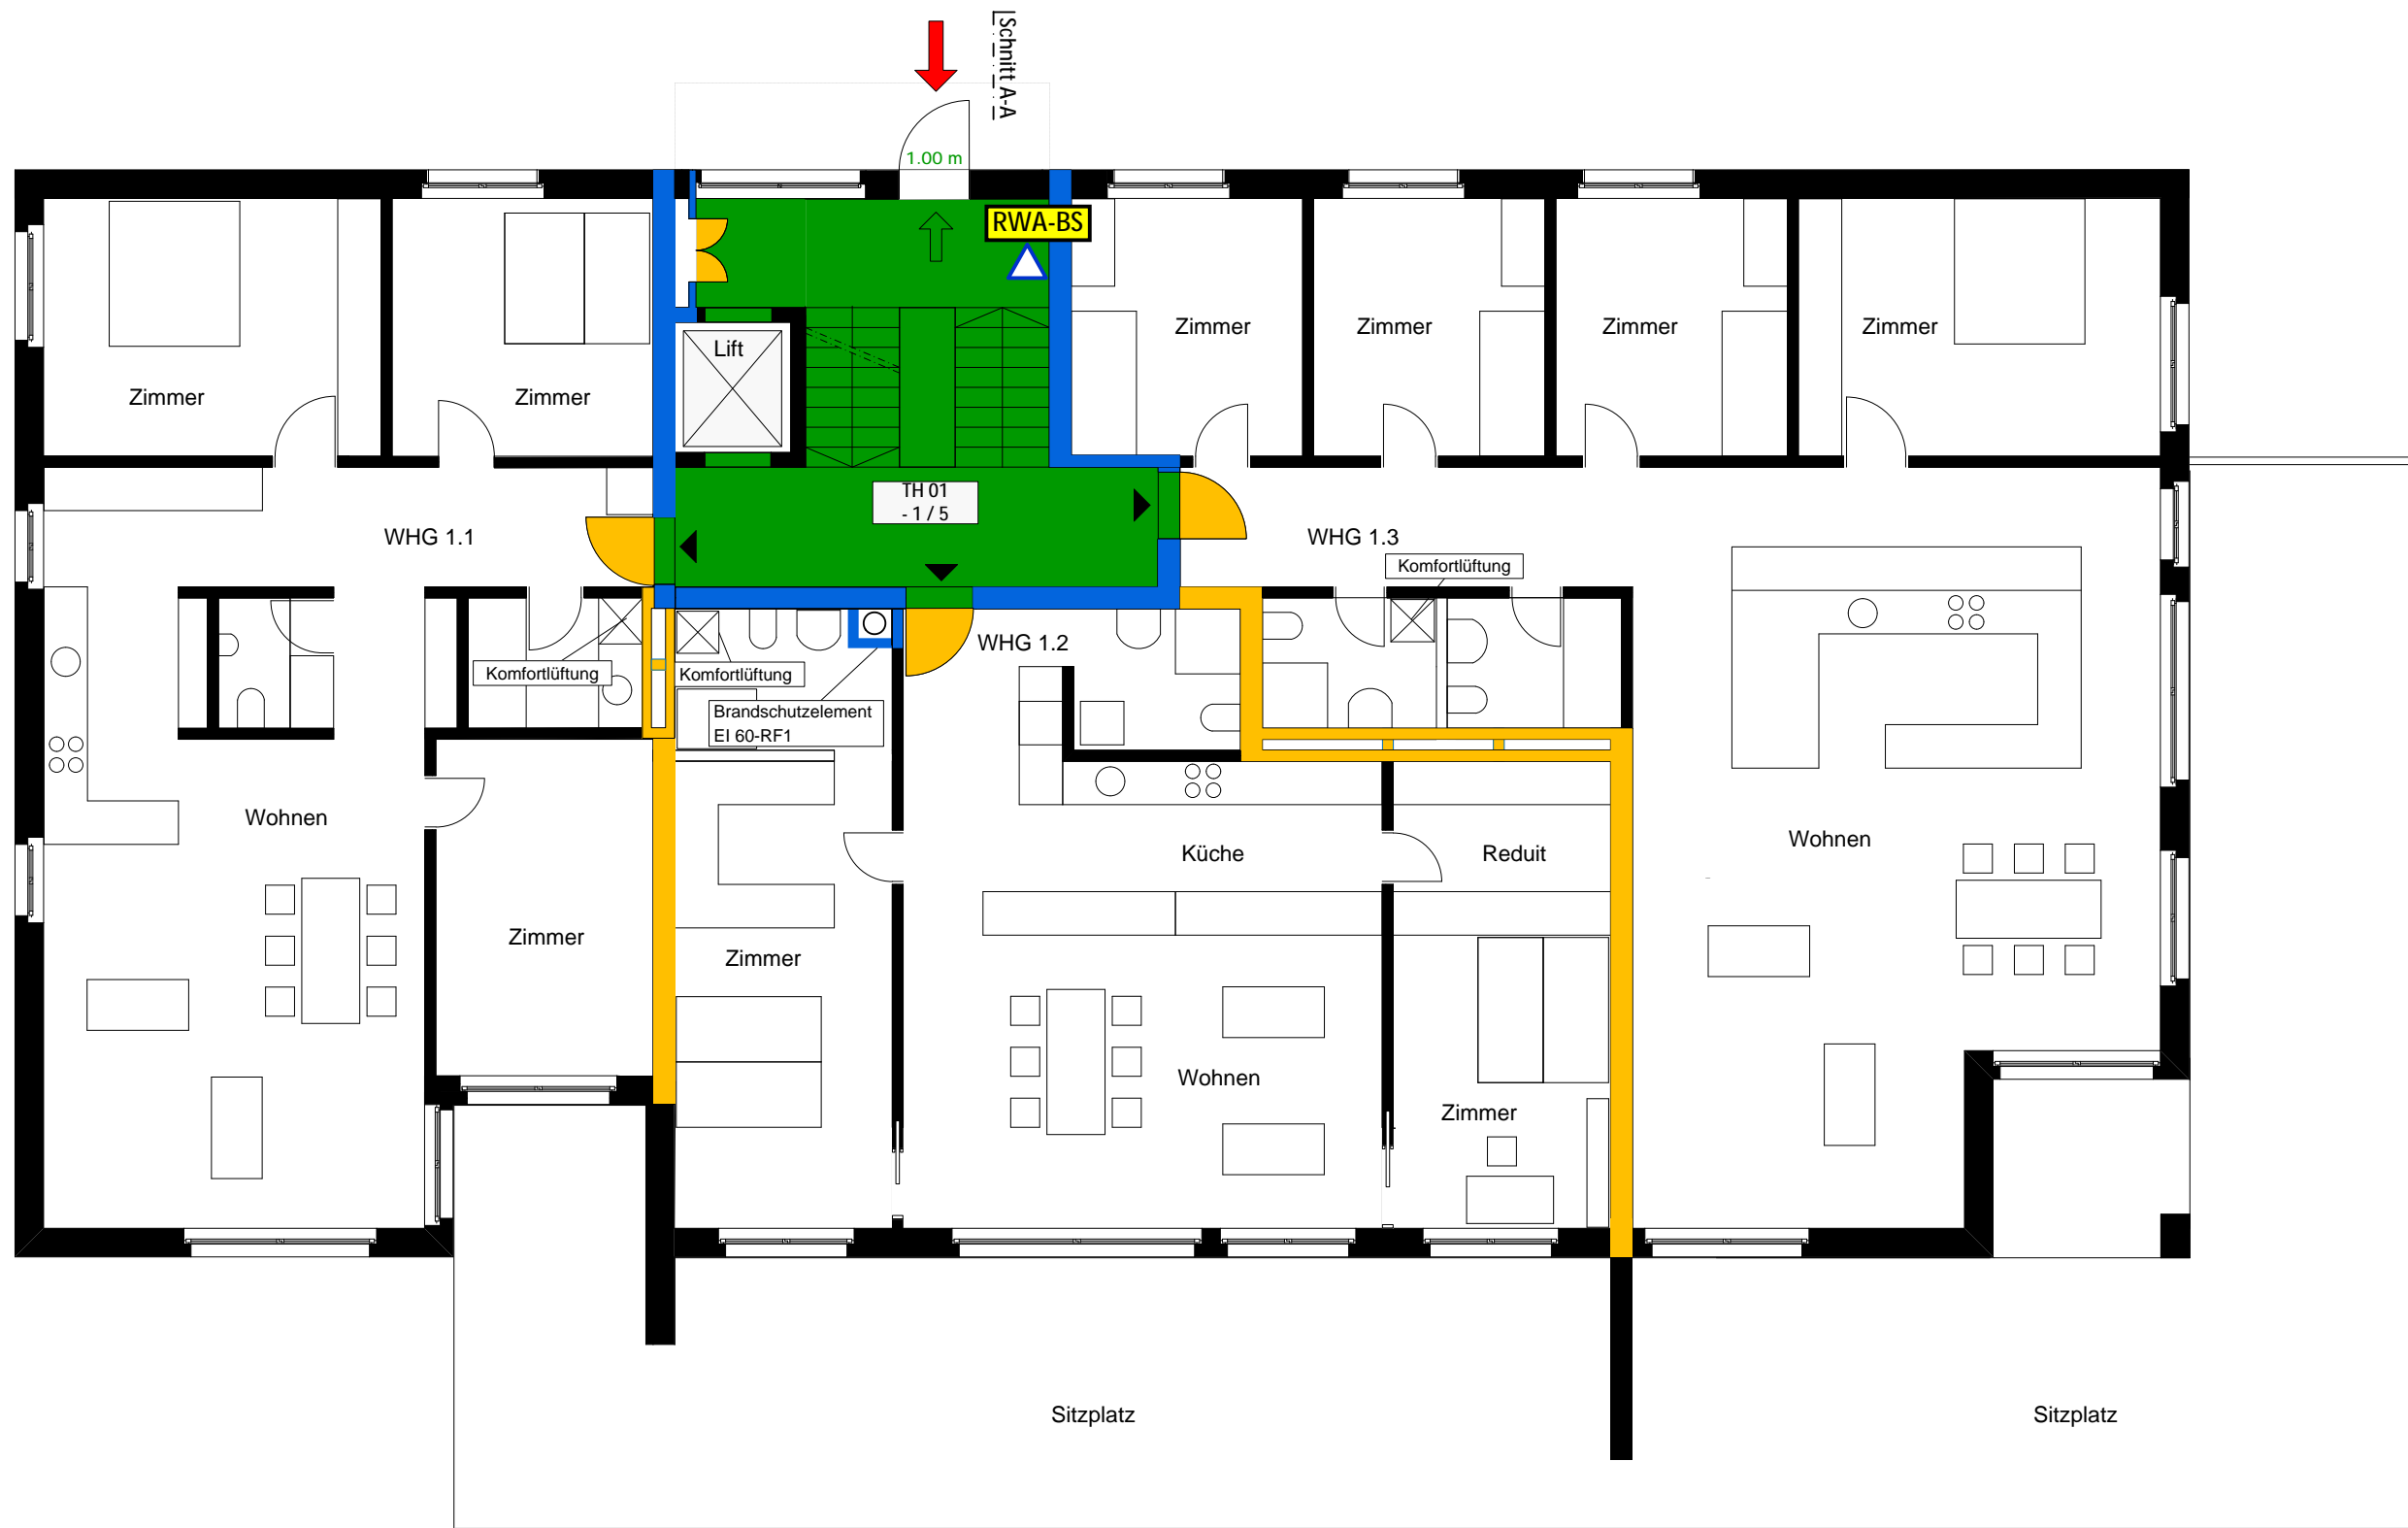 Schnitt A-A
1.00 m
RWA-BS
Zimmer
Zimmer
Zimmer
Zimmer
Lift
Zimmer
Zimmer
TH 01
- 1 / 5
WHG 1.1
WHG 1.3
Komfortlüftung
WHG 1.2
Komfortlüftung
Komfortlüftung
Brandschutzelement
EI 60-RF1
Wohnen
Küche
Reduit
Wohnen
Zimmer
Zimmer
Wohnen
Zimmer
Sitzplatz
Sitzplatz